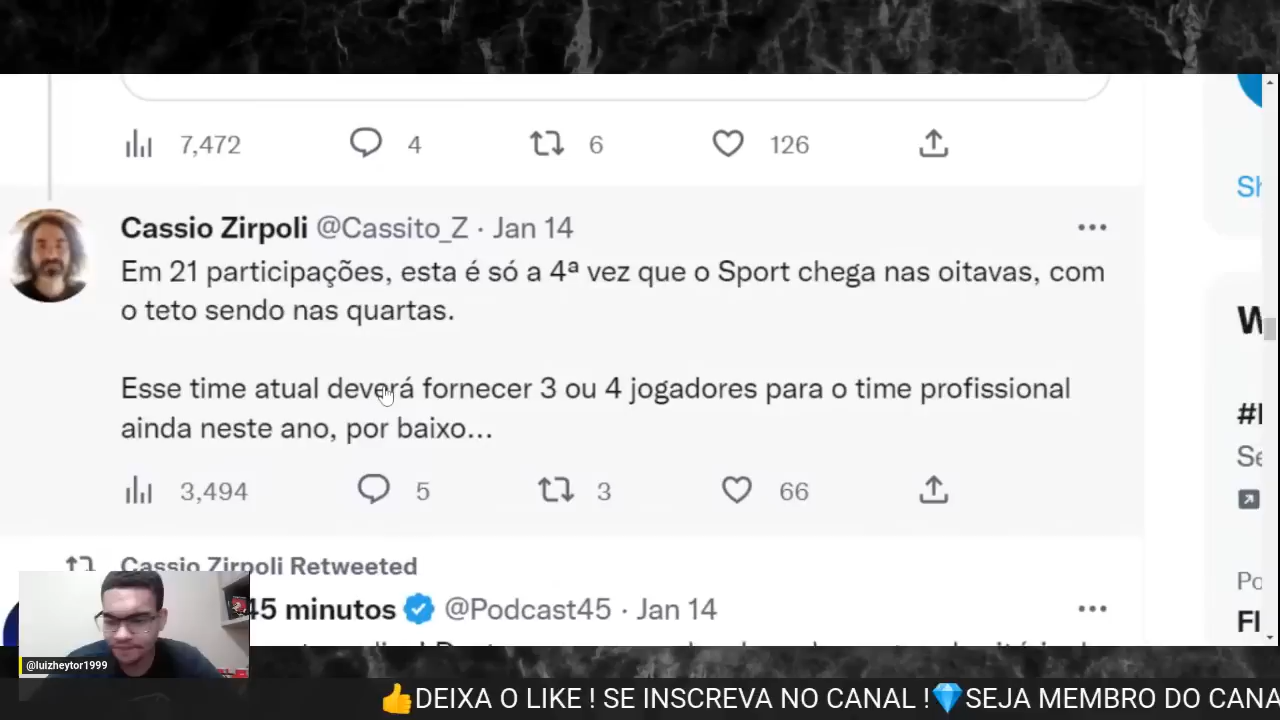 7,472 4 6 126
Cassio Zirpoli @Cassito_Z · Jan 14
Em 21 participações, esta é só a 4ª vez que o Sport chega nas oitavas, com
o teto sendo nas quartas.
Esse time atual deverá fornecer 3 ou 4 jogadores para o time profissional
ainda neste ano, por baixo...
3,494 5 3 66
Cassio Zirpoli Retweeted
45 minutos @Podcast45 · Jan 14
@luizheytor1999
👍DEIXA O LIKE ! SE INSCREVA NO CANAL !💎SEJA MEMBRO DO CANA